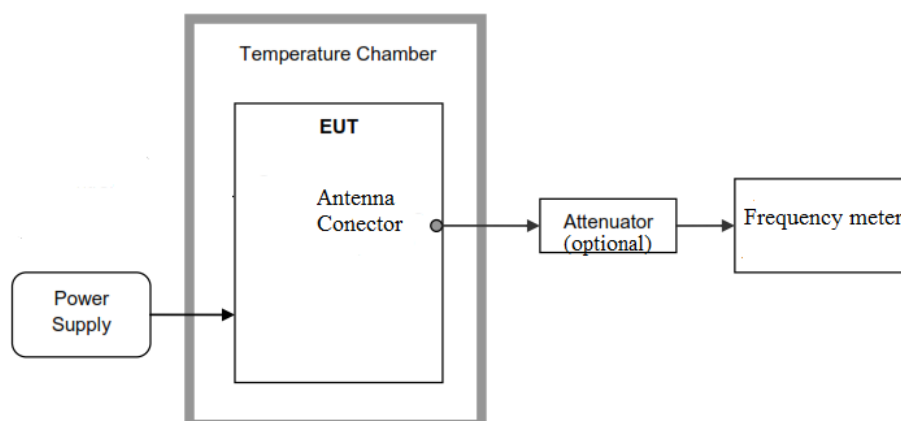 Temperature Chamber
EUT
Antenna
Conector
Attenuator
(optional)
Frequency meter
Power
Supply